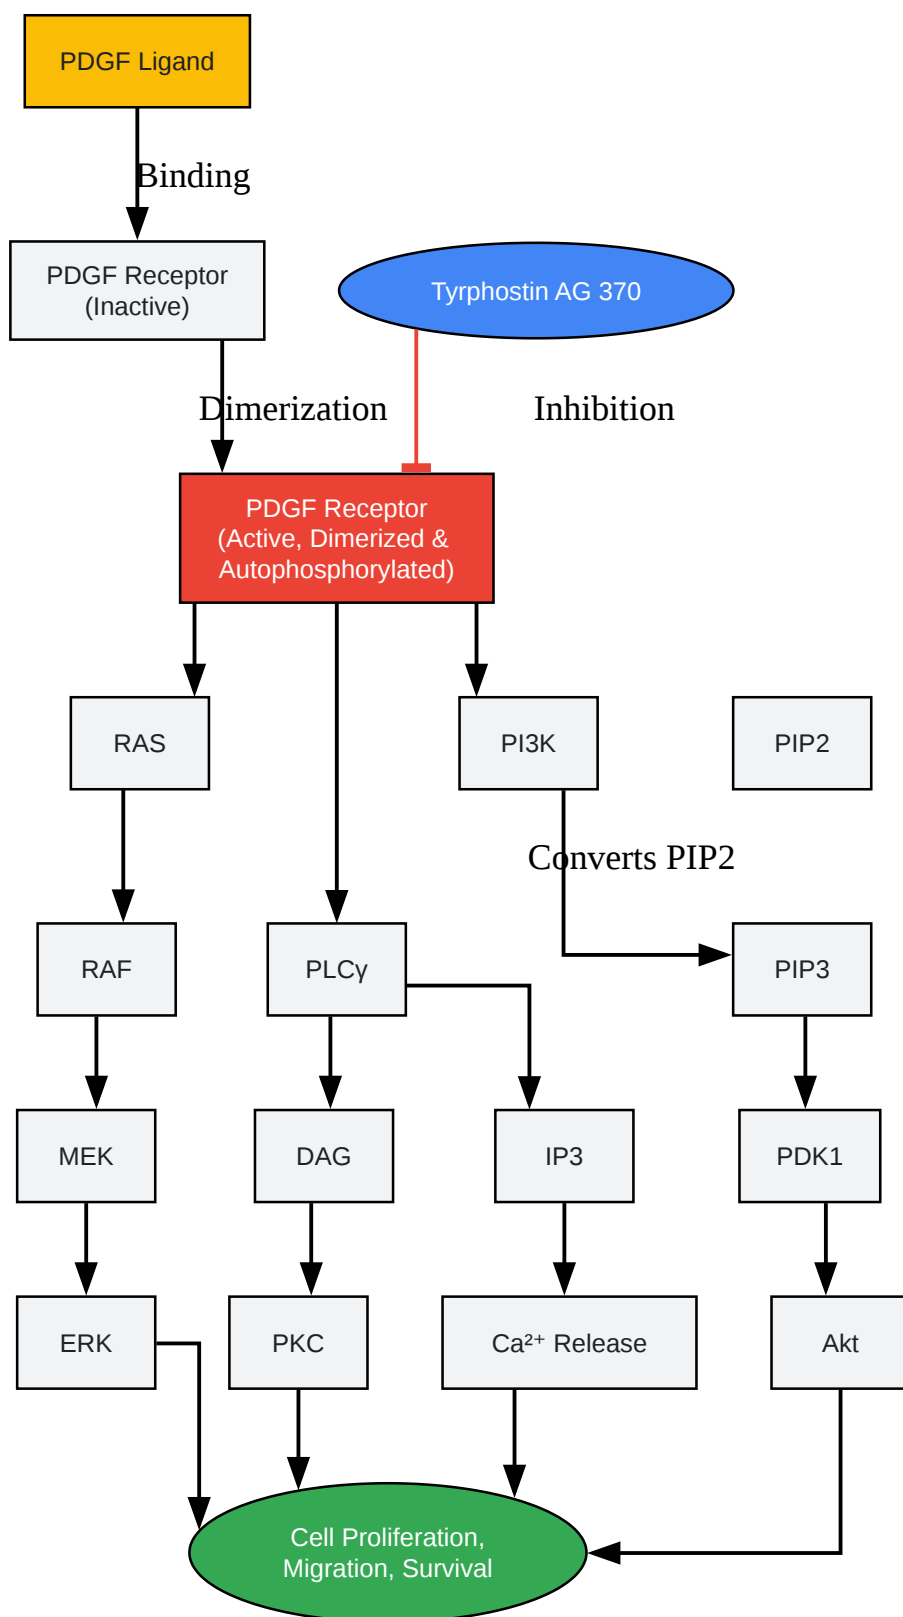 PDGF Ligand
Binding
PDGF Receptor
(Inactive)
Tyrphostin AG 370
Dimerization
Inhibition
PDGF Receptor
(Active, Dimerized &
Autophosphorylated)
RAS
PI3K
PIP2
Converts PIP2
RAF
PLCγ
PIP3
MEK
DAG
IP3
PDK1
ERK
PKC
Ca²⁺ Release
Akt
Cell Proliferation,
Migration, Survival